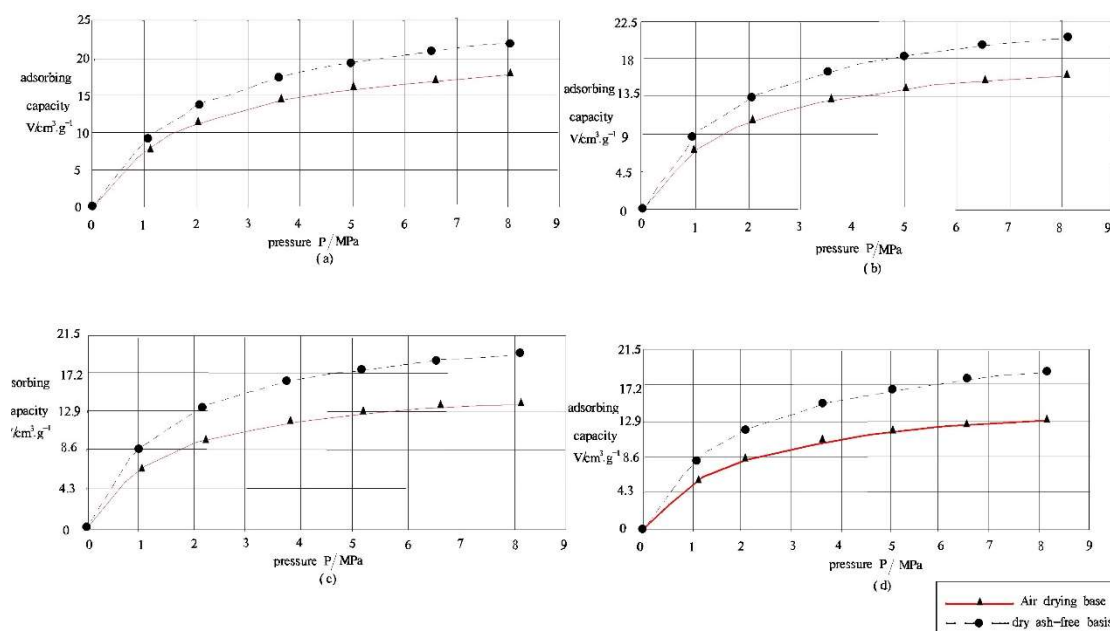 25
20
adsorbing
15
capacity
V/cm³.g⁻¹
10
5
0
0 1 2 3 4 5 6 7 8 9
pressure P/MPa
(a)
22.5
18
adsorbing
13.5
capacity
V/cm³.g⁻¹
9
4.5
0
0 1 2 3 4 5 6 7 8 9
pressure P/MPa
(b)
21.5
17.2
sorbing
12.9
apacity
'/cm³.g⁻¹
8.6
4.3
0
0 1 2 3 4 5 6 7 8 9
pressure P/MPa
(c)
21.5
17.2
adsorbing
12.9
capacity
V/cm³.g⁻¹
8.6
4.3
0
0 1 2 3 4 5 6 7 8 9
pressure P/MPa
(d)
Air drying base
dry ash-free basis